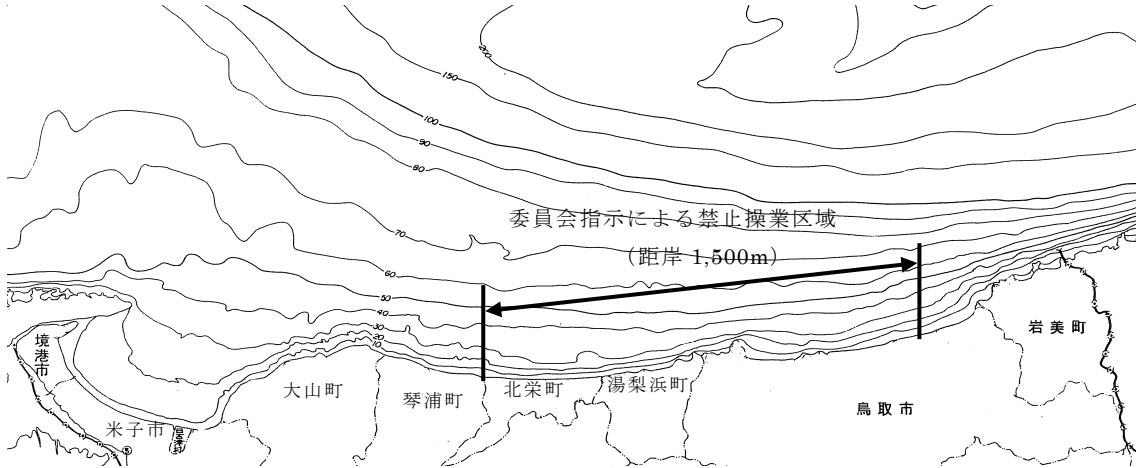 200
150
100
90
80
委員会指示による禁止操業区域
70
(距岸 1,500m)
60
50
40
30
20
10
境港市
岩美町
大山町
琴浦町
北栄町
湯梨浜町
鳥取市
米子市